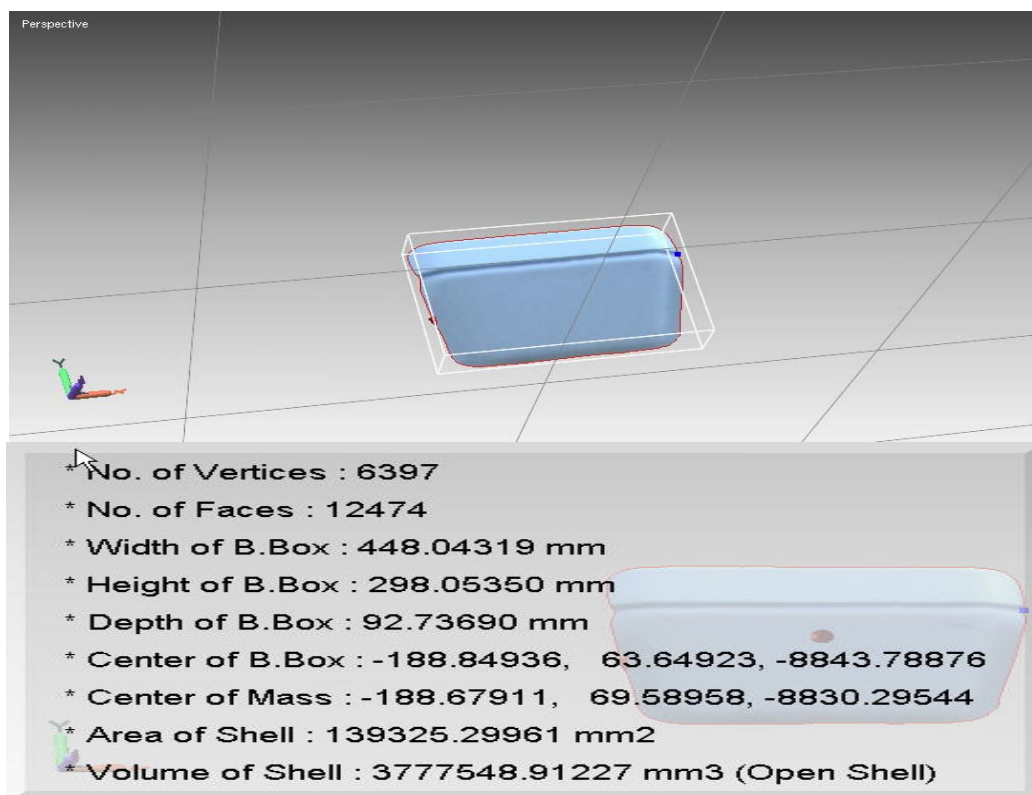 Perspective
* No. of Vertices : 6397
* No. of Faces : 12474
* Width of B.Box : 448.04319 mm
* Height of B.Box : 298.05350 mm
* Depth of B.Box : 92.73690 mm
* Center of B.Box : -188.84936, 63.64923, -8843.78876
* Center of Mass : -188.67911, 69.58958, -8830.29544
* Area of Shell : 139325.29961 mm2
* Volume of Shell : 3777548.91227 mm3 (Open Shell)